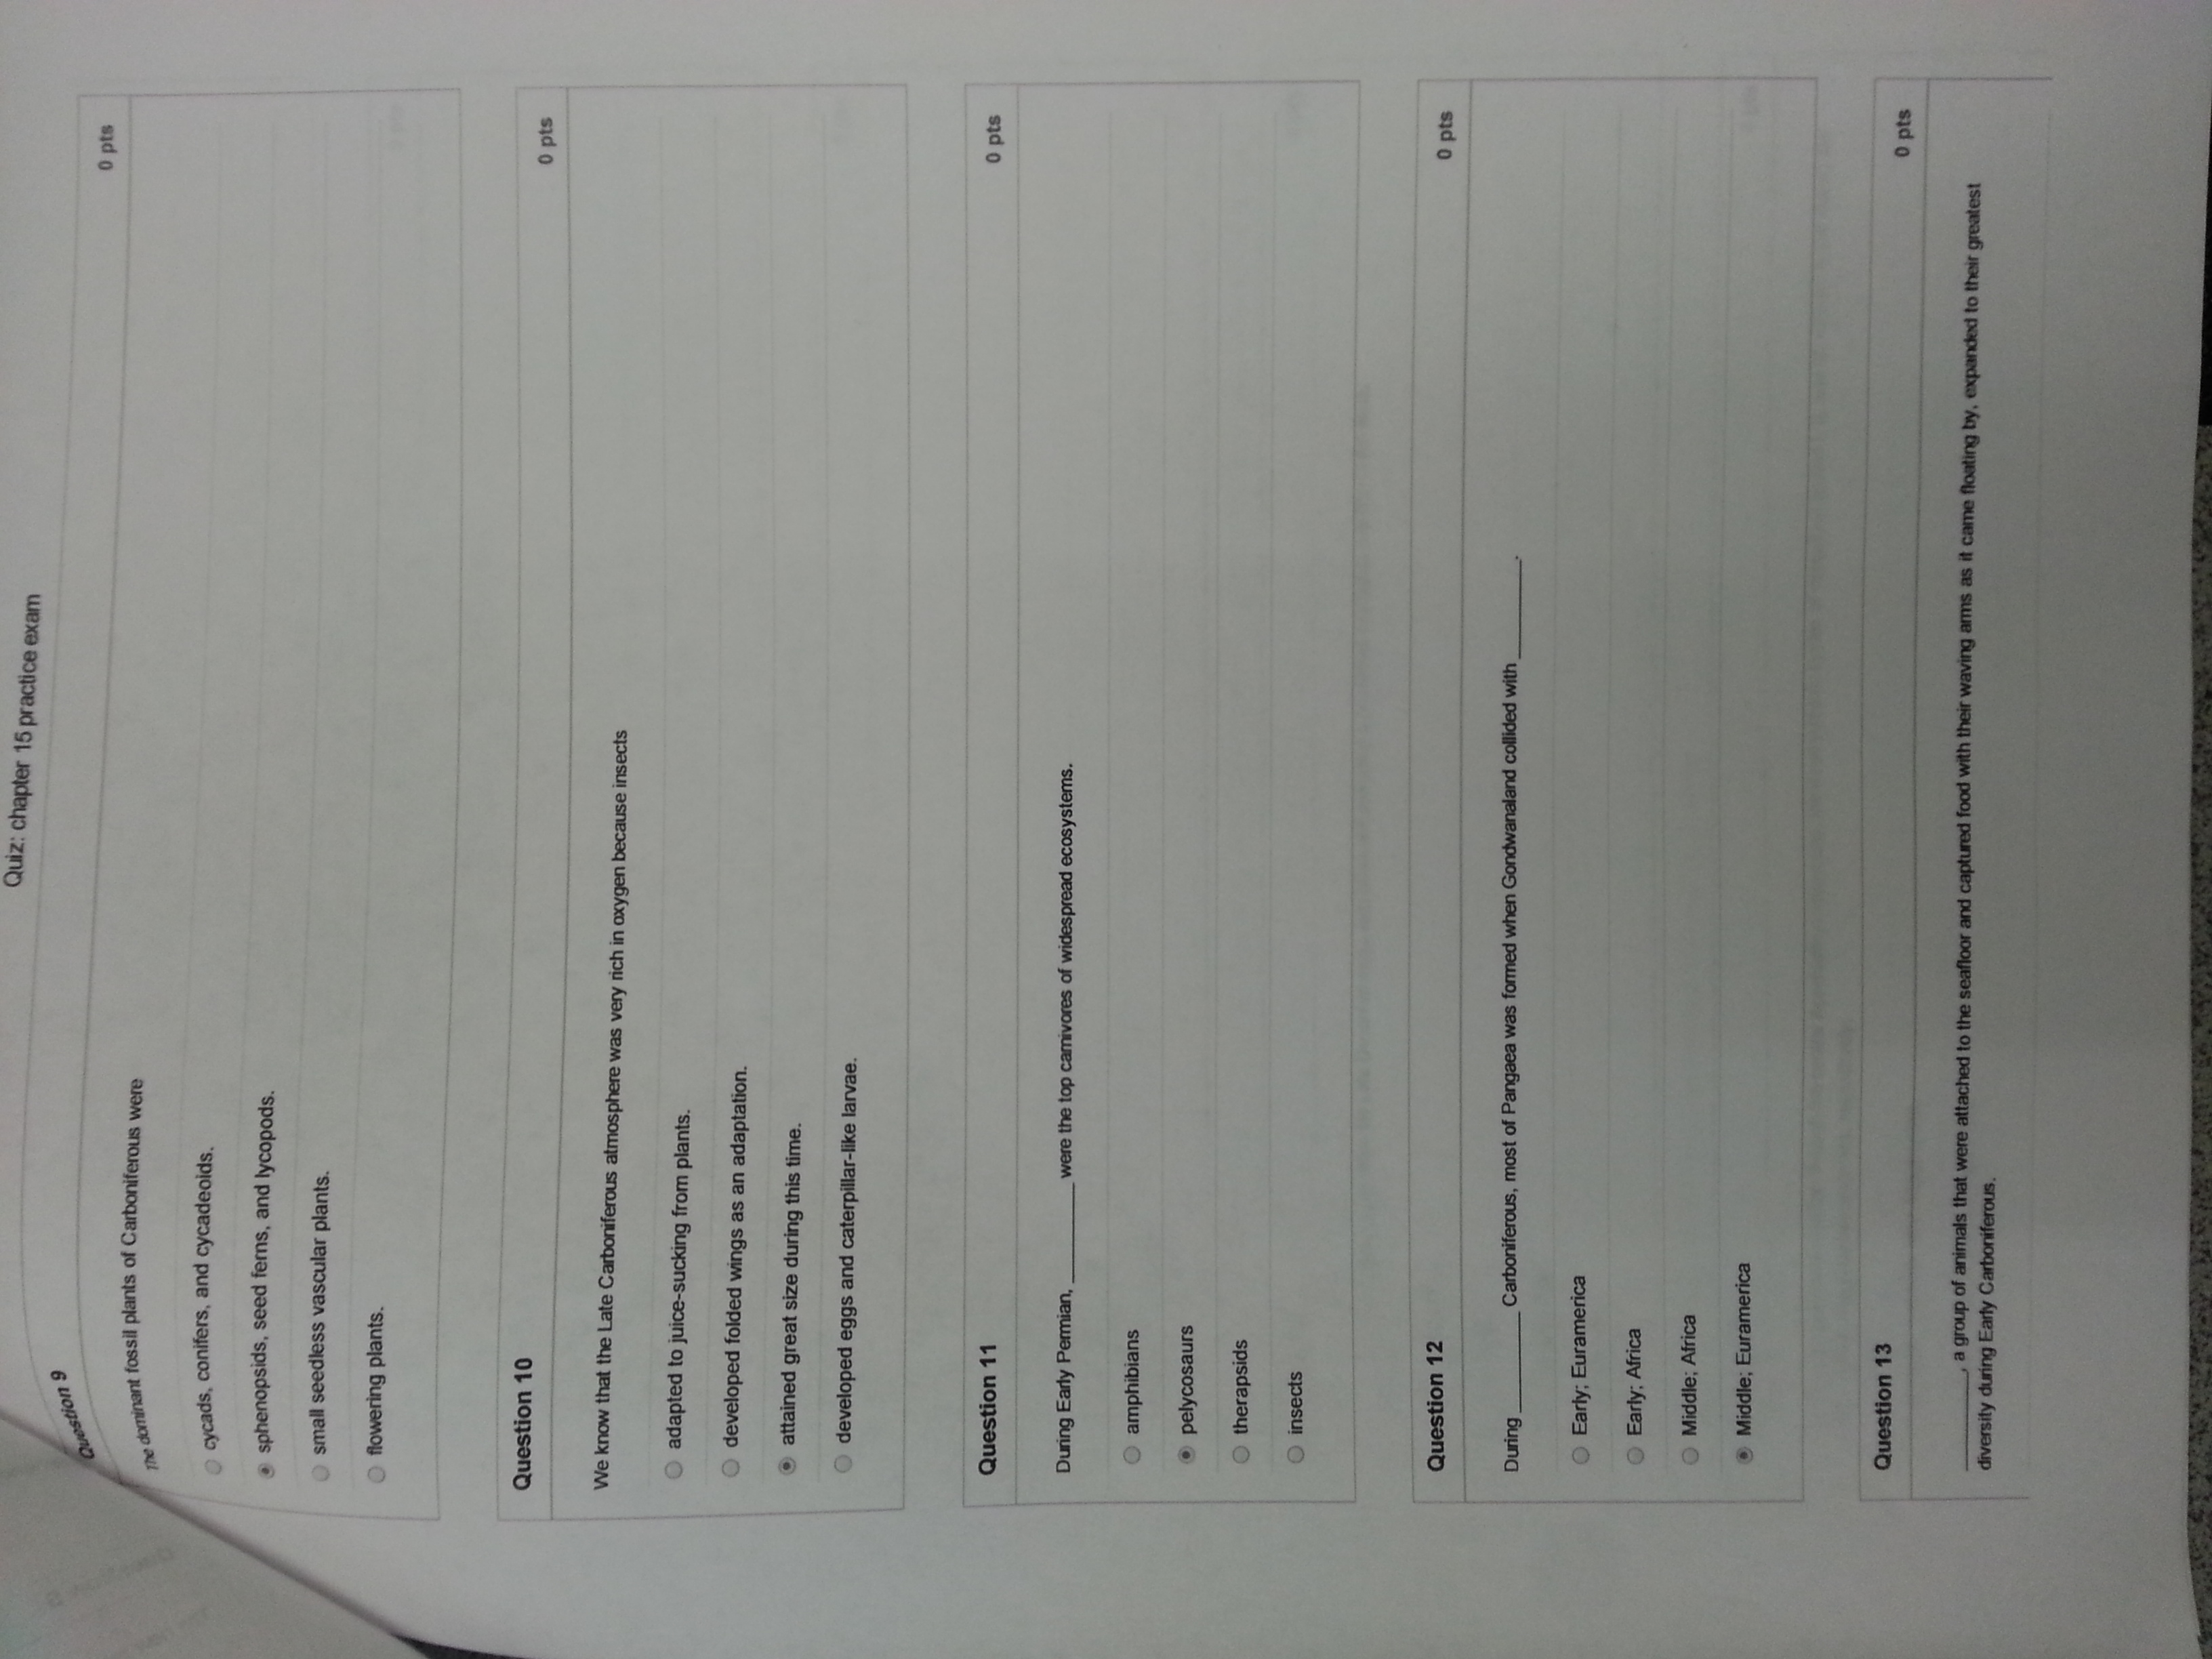 Quiz: chapter 15 practice exam
Question 9
0 pts
The dominant fossil plants of Carboniferous were
cycads, conifers, and cycadeoids.
sphenopsids, seed ferns, and lycopods.
small seedless vascular plants.
flowering plants.
Question 10
0 pts
We know that the Late Carboniferous atmosphere was very rich in oxygen because insects
adapted to juice-sucking from plants.
developed folded wings as an adaptation.
attained great size during this time.
developed eggs and caterpillar-like larvae.
Question 11
0 pts
During Early Permian, __________ were the top carnivores of widespread ecosystems.
amphibians
pelycosaurs
therapsids
insects
Question 12
0 pts
During __________ Carboniferous, most of Pangaea was formed when Gondwanaland collided with __________.
Early; Euramerica
Early; Africa
Middle; Africa
Middle; Euramerica
Question 13
0 pts
__________, a group of animals that were attached to the seafloor and captured food with their waving arms as it came floating by, expanded to their greatest
diversity during Early Carboniferous.